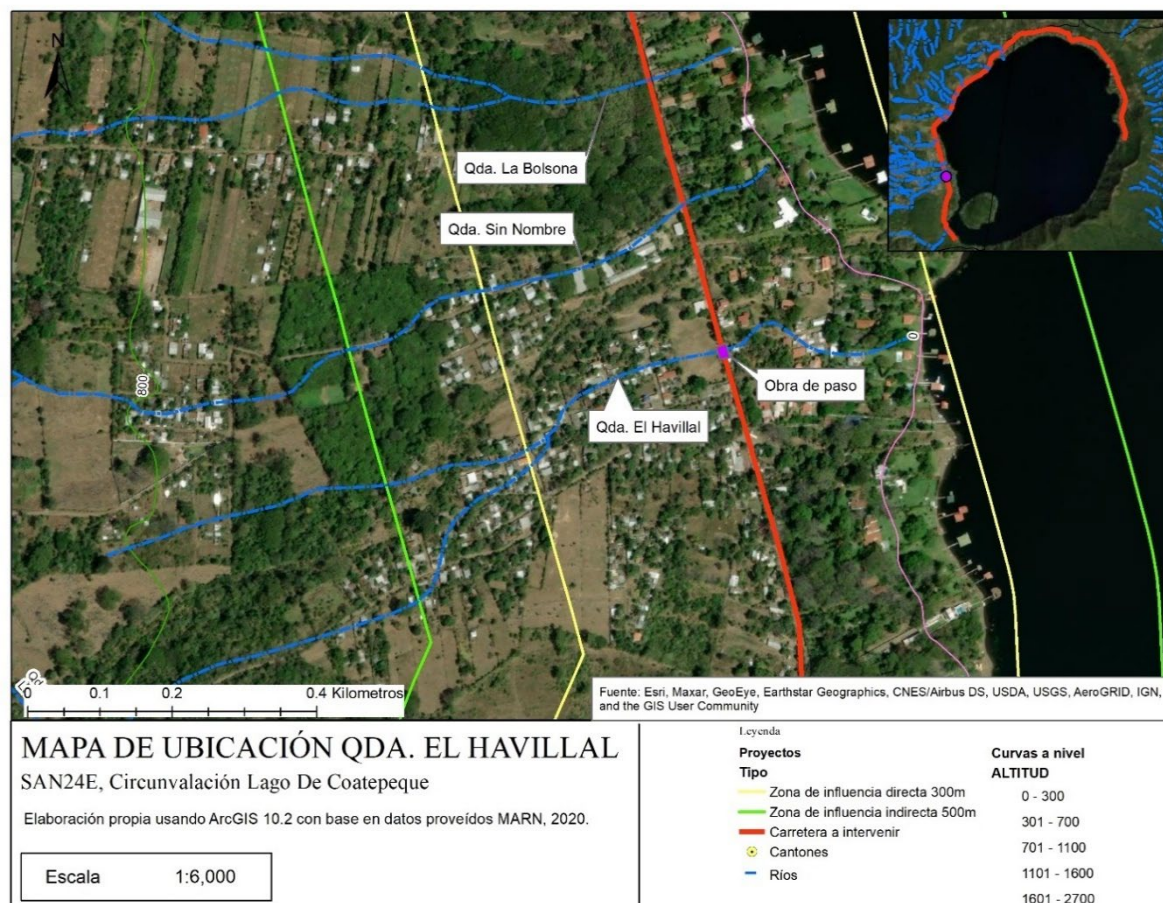 N
Qda. La Bolsona
Qda. Sin Nombre
800
0
Obra de paso
Qda. El Havillal
0 0.1 0.2 0.4 Kilometros
Fuente: Esri, Maxar, GeoEye, Earthstar Geographics, CNES/Airbus DS, USDA, USGS, AeroGRID, IGN,
and the GIS User Community
MAPA DE UBICACIÓN QDA. EL HAVILLAL
SAN24E, Circunvalación Lago De Coatepeque
Elaboración propia usando ArcGIS 10.2 con base en datos proveídos MARN, 2020.
Escala 1:6,000
Leyenda
Proyectos
Tipo
Zona de influencia directa 300m
Zona de influencia indirecta 500m
Carretera a intervenir
Cantones
Ríos
Curvas a nivel
ALTITUD
0 - 300
301 - 700
701 - 1100
1101 - 1600
1601 - 2700